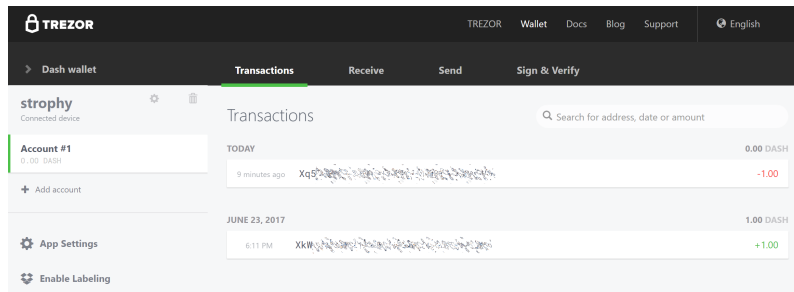 TREZOR
TREZOR Wallet Docs Blog Support English
Dash wallet
Transactions Receive Send Sign & Verify
strophy
Connected device
Account #1
0.00 DASH
Add account
App Settings
Enable Labeling
Transactions
Search for address, date or amount
TODAY 0.00 DASH
9 minutes ago -1.00
JUNE 23, 2017 1.00 DASH
6:11 PM +1.00